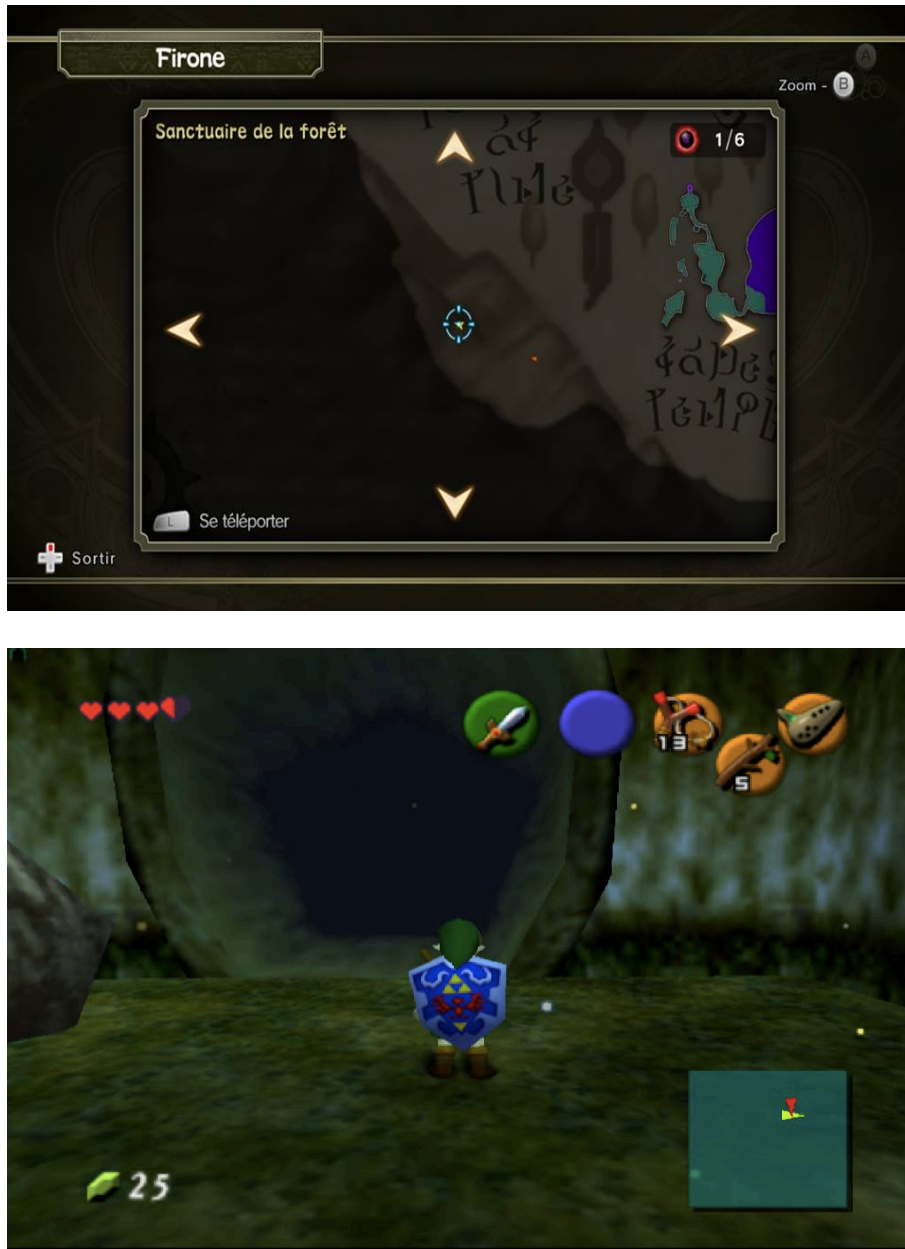 Firone
A
Zoom - B
Sanctuaire de la forêt
1/6
L Se téléporter
Sortir
13
5
25